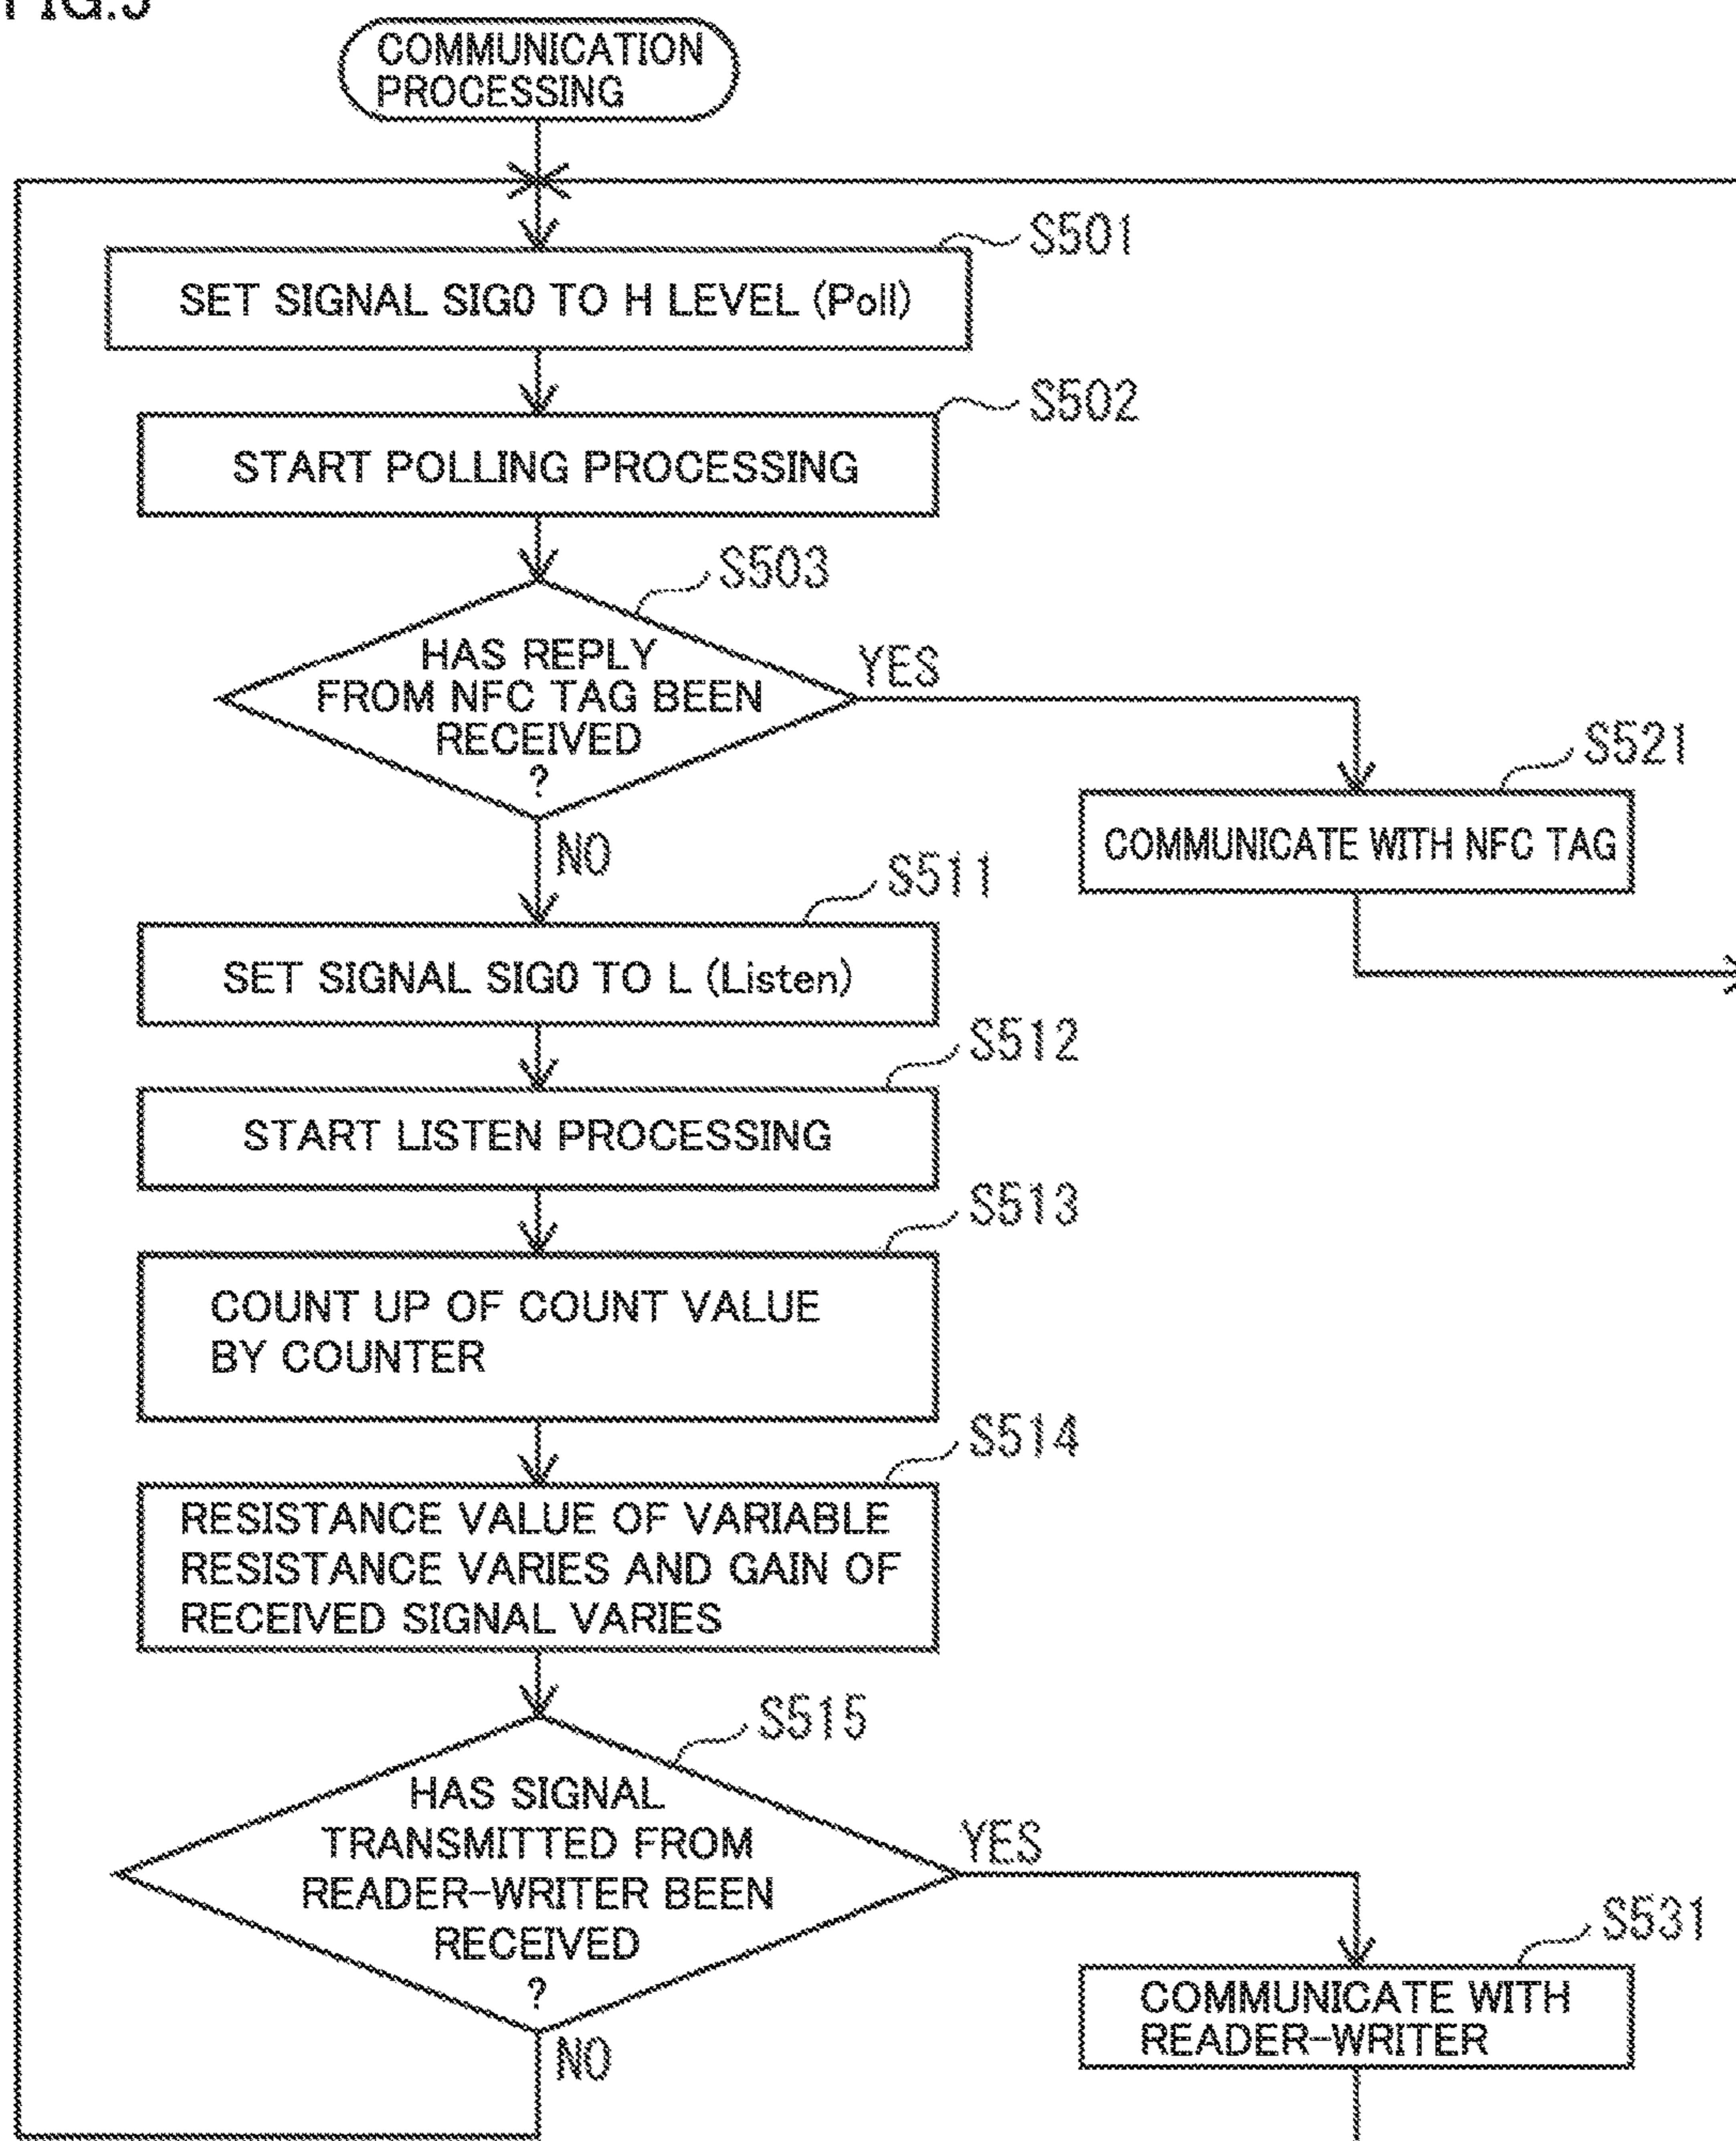 FIG.5
COMMUNICATION
PROCESSING
S501
SET SIGNAL SIG0 TO H LEVEL (Poll)
S502
START POLLING PROCESSING
S503
HAS REPLY
FROM NFC TAG BEEN
RECEIVED
?
YES
NO
S521
COMMUNICATE WITH NFC TAG
S511
SET SIGNAL SIG0 TO L (Listen)
S512
START LISTEN PROCESSING
S513
COUNT UP OF COUNT VALUE
BY COUNTER
S514
RESISTANCE VALUE OF VARIABLE
RESISTANCE VARIES AND GAIN OF
RECEIVED SIGNAL VARIES
S515
HAS SIGNAL
TRANSMITTED FROM
READER-WRITER BEEN
RECEIVED
?
YES
NO
S531
COMMUNICATE WITH
READER-WRITER